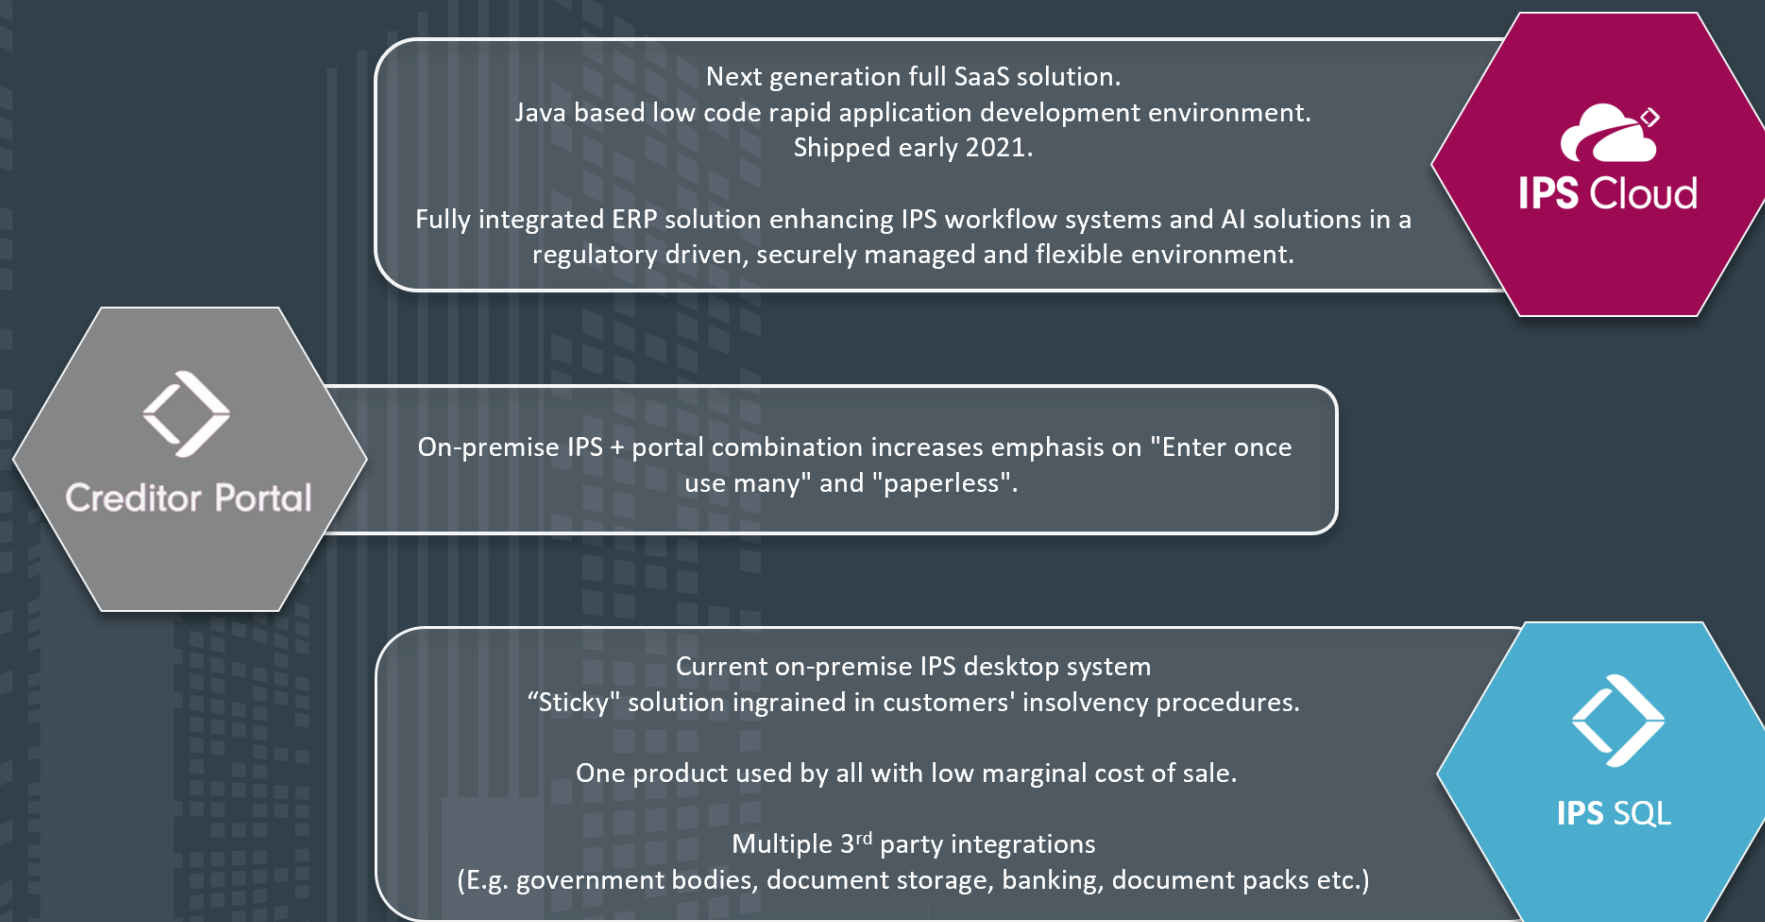 Next generation full SaaS solution.
Java based low code rapid application development environment.
Shipped early 2021.
Fully integrated ERP solution enhancing IPS workflow systems and AI solutions in a
regulatory driven, securely managed and flexible environment.
IPS Cloud
Creditor Portal
On-premise IPS + portal combination increases emphasis on "Enter once
use many" and "paperless".
Current on-premise IPS desktop system
“Sticky" solution ingrained in customers' insolvency procedures.
One product used by all with low marginal cost of sale.
Multiple 3rd party integrations
(E.g. government bodies, document storage, banking, document packs etc.)
IPS SQL